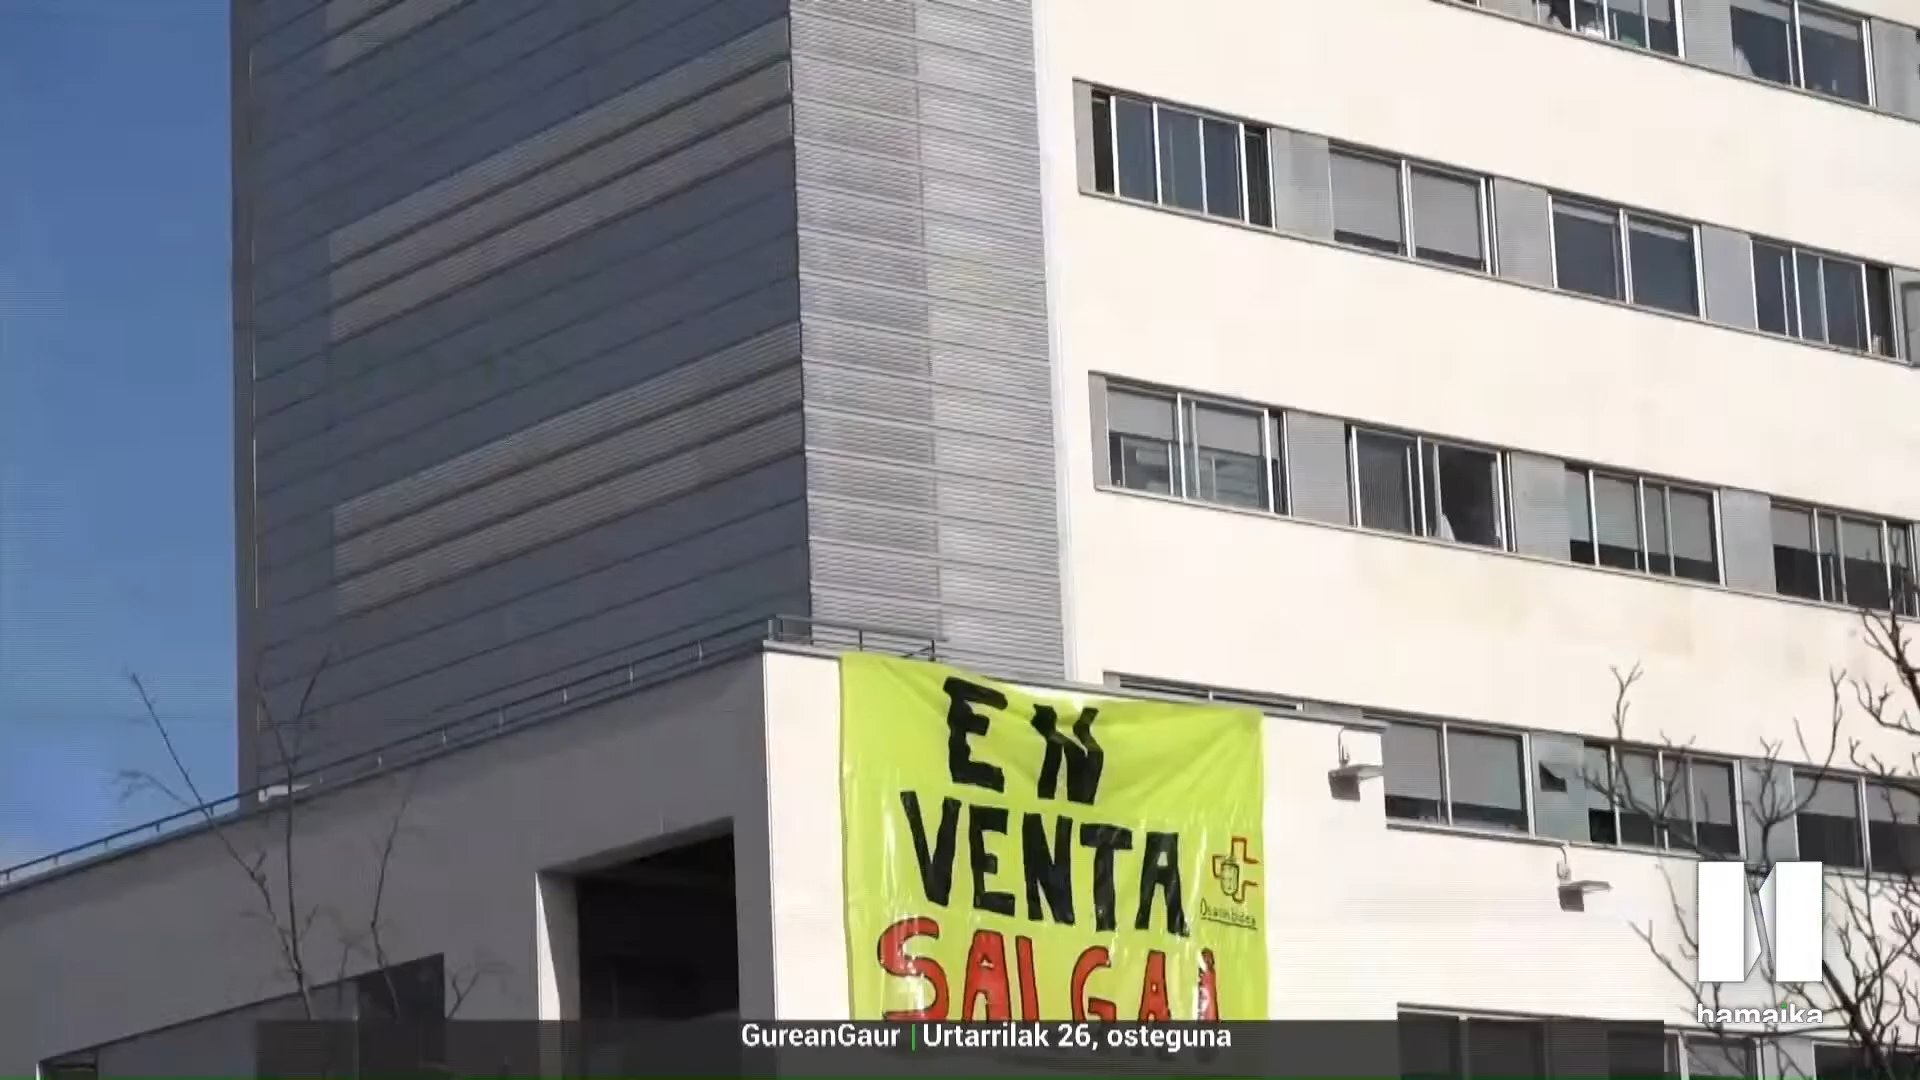 EN
VENTA
Osakidetza
SALGAI
hamaika
GureanGaur | Urtarrilak 26, osteguna